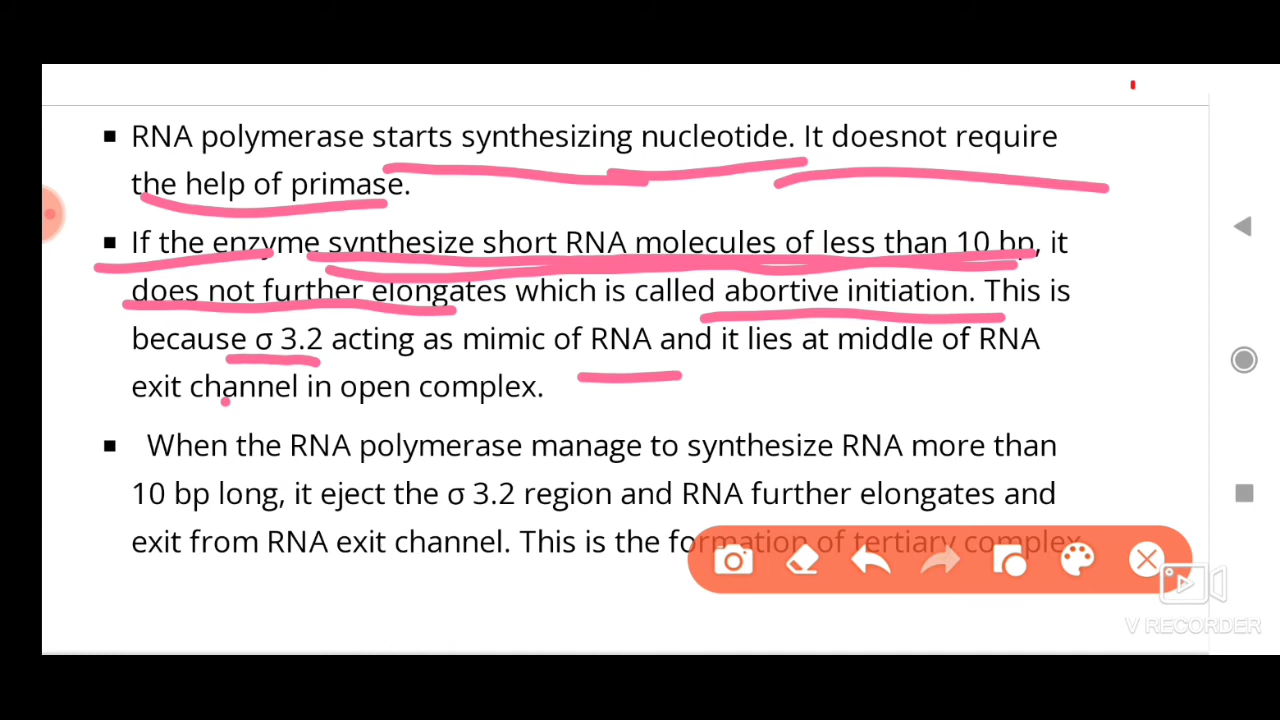 ▪ RNA polymerase starts synthesizing nucleotide. It doesnot require
the help of primase.
▪ If the enzyme synthesize short RNA molecules of less than 10 bp, it
does not further elongates which is called abortive initiation. This is
because σ 3.2 acting as mimic of RNA and it lies at middle of RNA
exit channel in open complex.
▪ When the RNA polymerase manage to synthesize RNA more than
10 bp long, it eject the σ 3.2 region and RNA further elongates and
exit from RNA exit channel. This is the formation of tertiary complex
V RECORDER